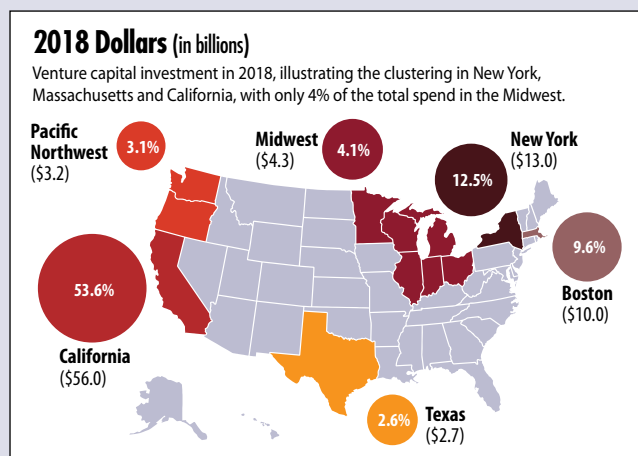 2018 Dollars (in billions)
Venture capital investment in 2018, illustrating the clustering in New York,
Massachusetts and California, with only 4% of the total spend in the Midwest.
Pacific
Northwest
($3.2)
3.1%
Midwest
($4.3)
4.1%
New York
($13.0)
12.5%
9.6%
Boston
($10.0)
53.6%
California
($56.0)
2.6%
Texas
($2.7)